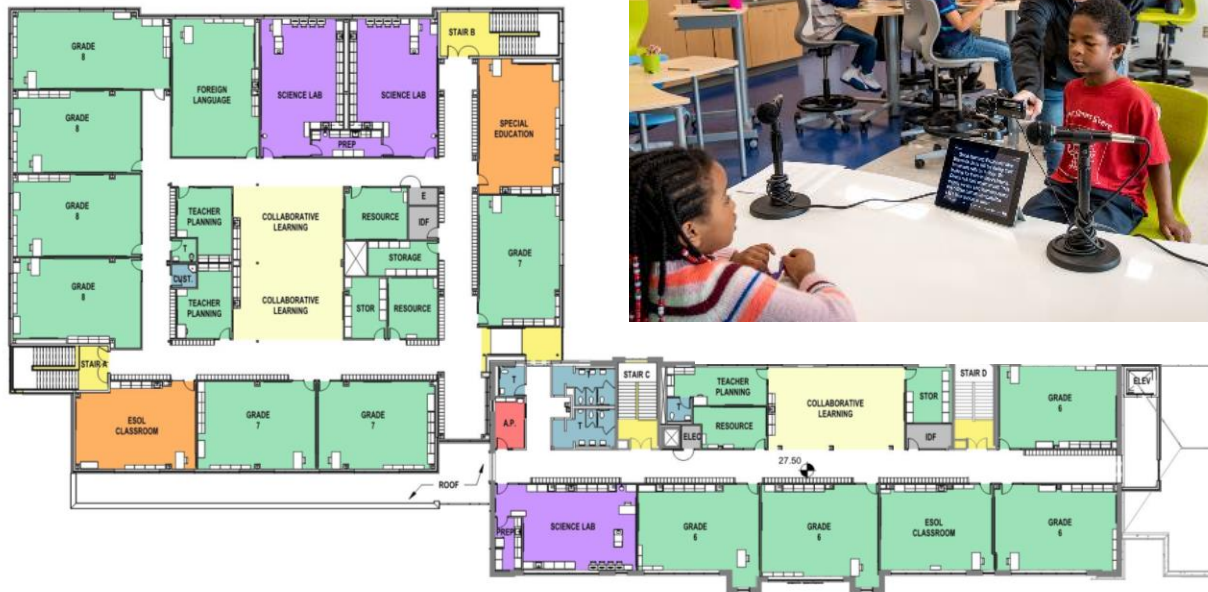 GRADE
8
FOREIGN
LANGUAGE
SCIENCE LAB
SCIENCE LAB
PREP
STAIR B
GRADE
8
SPECIAL
EDUCATION
GRADE
8
GRADE
8
TEACHER
PLANNING
COLLABORATIVE
LEARNING
RESOURCE
E
IDF
T
CUST.
STORAGE
GRADE
7
TEACHER
PLANNING
COLLABORATIVE
LEARNING
STOR
RESOURCE
STAIR A
ESOL
CLASSROOM
GRADE
7
GRADE
7
ROOF
T
A.P.
T
STAIR C
TEACHER
PLANNING
T
ELEC
RESOURCE
COLLABORATIVE
LEARNING
STOR
IDF
STAIR D
GRADE
6
ELEV
27.50
PREP
SCIENCE LAB
GRADE
6
GRADE
6
ESOL
CLASSROOM
GRADE
6